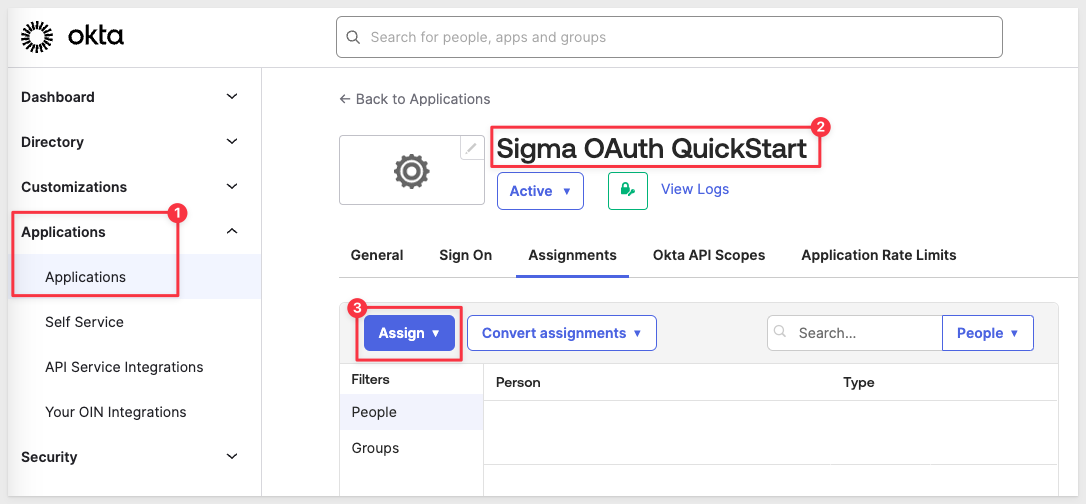 okta
Search for people, apps and groups
Dashboard
Directory
Customizations
1
Applications
Applications
Self Service
API Service Integrations
Your OIN Integrations
Security
← Back to Applications
2
Sigma OAuth QuickStart
Active ▼
View Logs
General Sign On Assignments Okta API Scopes Application Rate Limits
3
Assign ▼ Convert assignments ▼ Search... People ▼
Filters Person Type
People
Groups